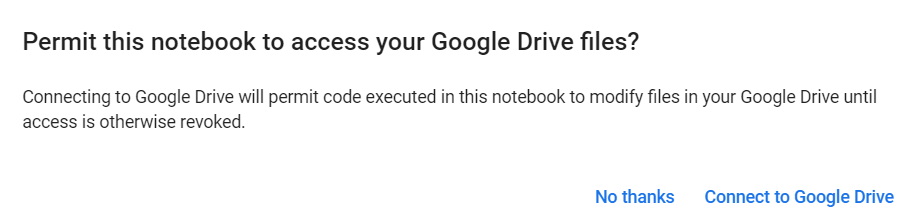 Permit this notebook to access your Google Drive files?
Connecting to Google Drive will permit code executed in this notebook to modify files in your Google Drive until
access is otherwise revoked.
No thanks Connect to Google Drive